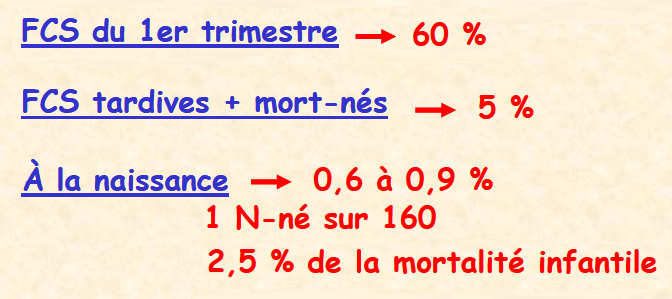 FCS du 1er trimestre → 60 %
FCS tardives + mort-nés → 5 %
À la naissance → 0,6 à 0,9 %
1 N-né sur 160
2,5 % de la mortalité infantile